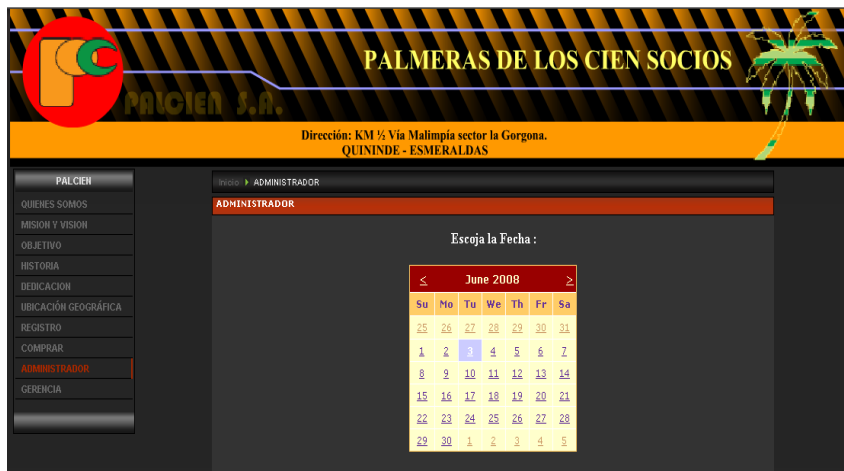 PALMERAS DE LOS CIEN SOCIOS
PALCIEN S.A.
Dirección: KM ½ Vía Malimpía sector la Gorgona.
QUININDE - ESMERALDAS
PALCIEN
QUIENES SOMOS
MISION Y VISION
OBJETIVO
HISTORIA
DEDICACION
UBICACIÓN GEOGRÁFICA
REGISTRO
COMPRAR
ADMINISTRADOR
GERENCIA
Inicio ADMINISTRADOR
ADMINISTRADOR
Escoja la Fecha :
< June 2008 >
Su Mo Tu We Th Fr Sa
25 26 27 28 29 30 31
1 2 3 4 5 6 7
8 9 10 11 12 13 14
15 16 17 18 19 20 21
22 23 24 25 26 27 28
29 30 1 2 3 4 5